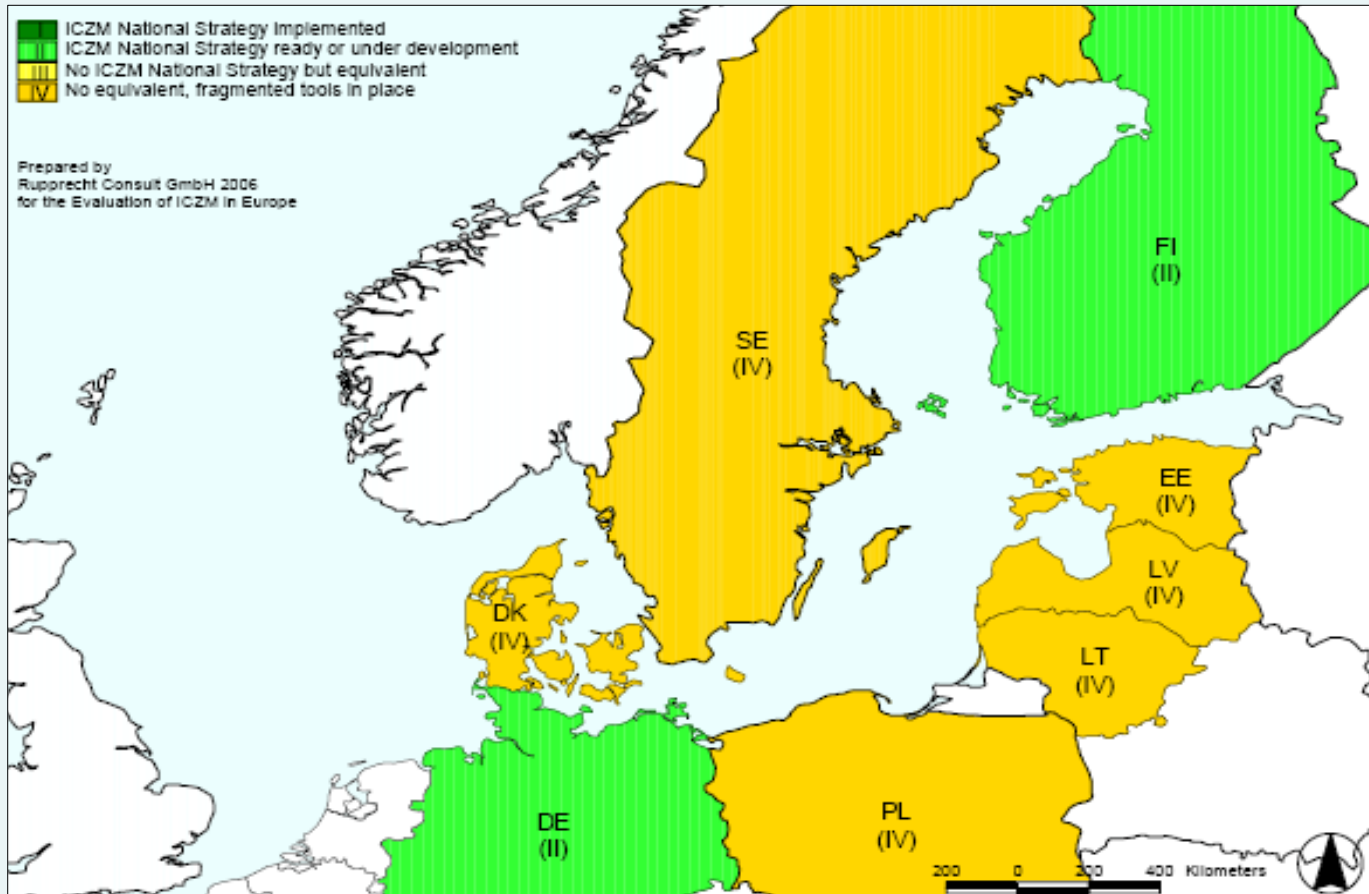 I ICZM National Strategy Implemented
II ICZM National Strategy ready or under development
III No ICZM National Strategy but equivalent
IV No equivalent, fragmented tools in place
Prepared by
Rupprecht Consult GmbH 2006
for the Evaluation of ICZM in Europe
FI
(II)
SE
(IV)
EE
(IV)
LV
(IV)
DK
(IV)
LT
(IV)
DE
(II)
PL
(IV)
200 0 200 400 Kilometers